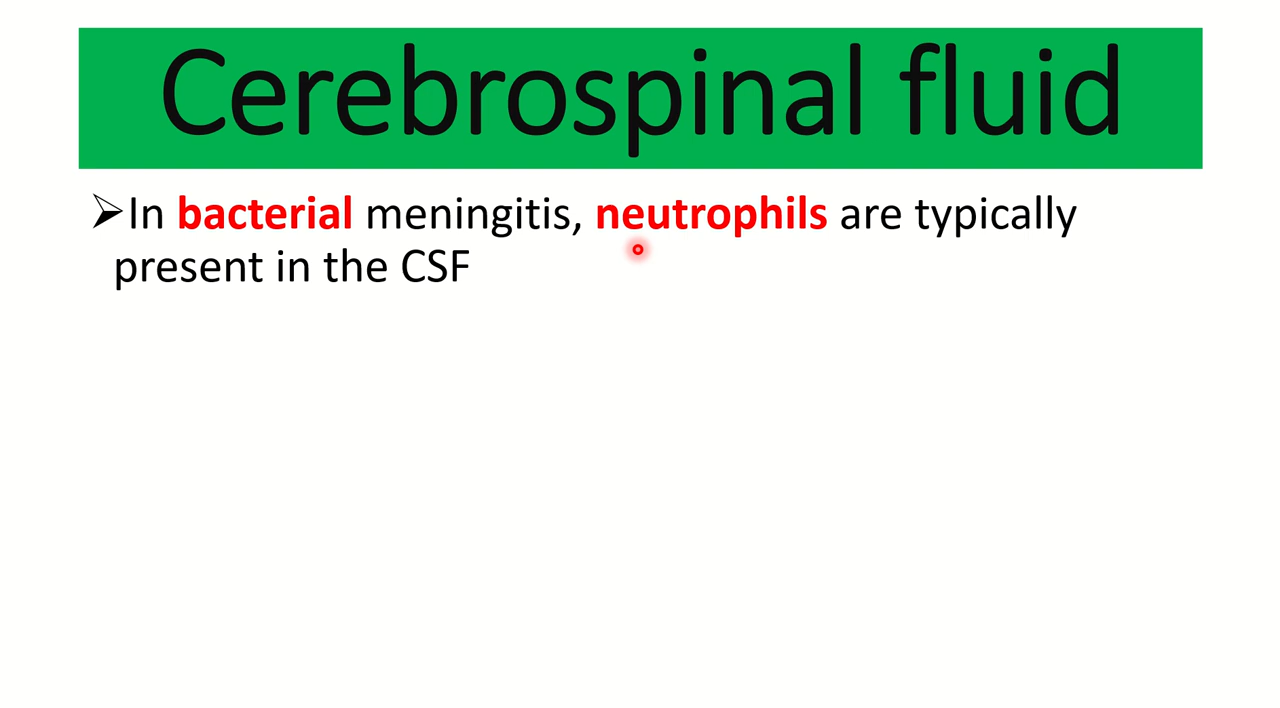 Cerebrospinal fluid
➢In bacterial meningitis, neutrophils are typically
present in the CSF